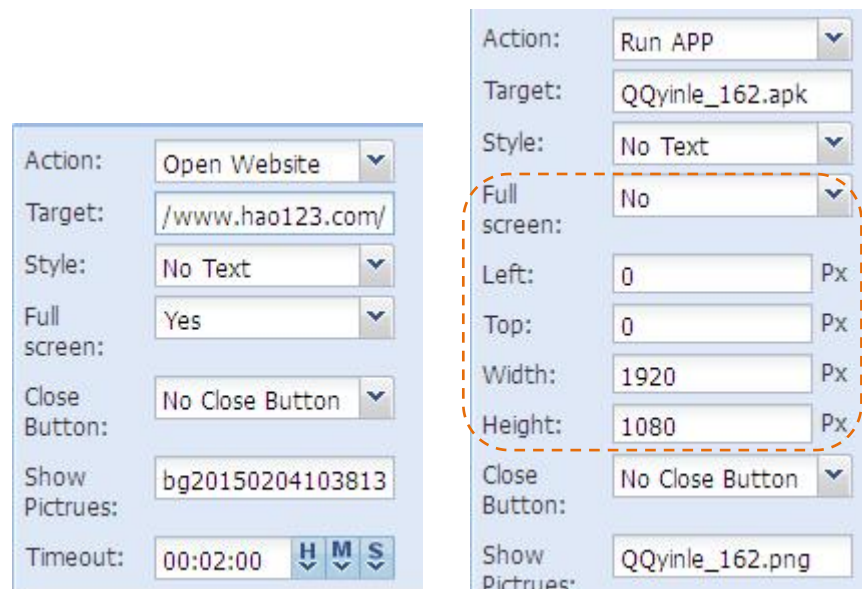 Action: Open Website
Target: /www.hao123.com/
Style: No Text
Full
screen: Yes
Close
Button: No Close Button
Show
Pictrues: bg20150204103813
Timeout: 00:02:00 H M S
Action: Run APP
Target: QQyinle_162.apk
Style: No Text
Full
screen: No
Left: 0 Px
Top: 0 Px
Width: 1920 Px
Height: 1080 Px
Close
Button: No Close Button
Show
Pictrues: QQyinle_162.png